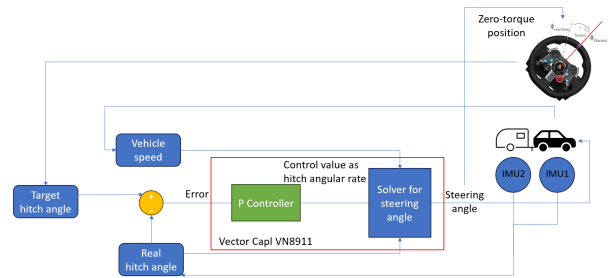 Zero-torque
position
Torque
Vehicle
speed
Control value as
hitch angular rate
IMU2
IMU1
Target
hitch angle
+
Error
P Controller
Solver for
steering
angle
Steering
angle
Real
hitch angle
Vector Capl VN8911